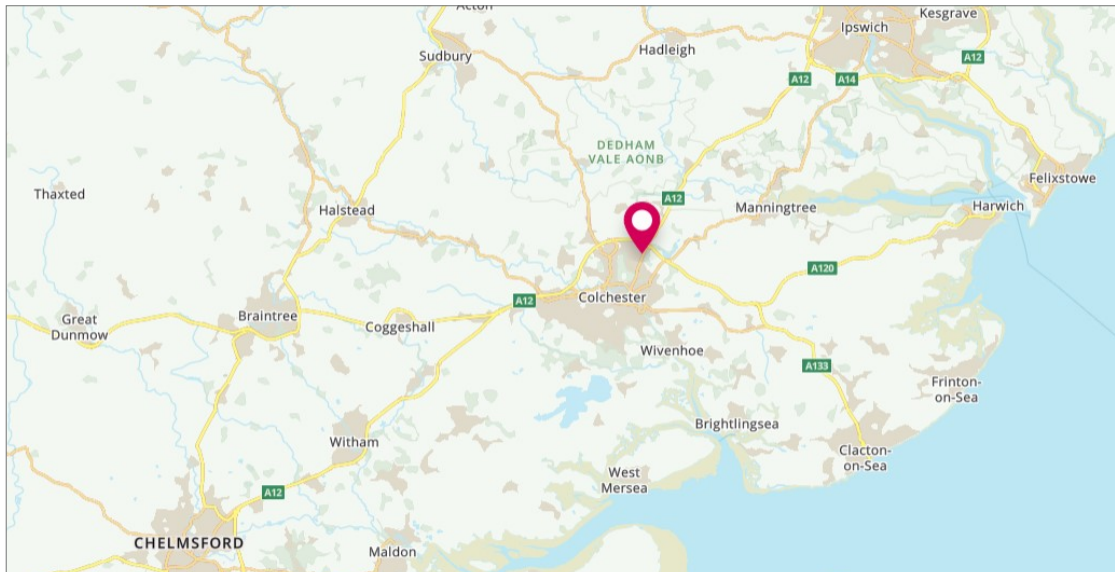 Acton
Kesgrave
Ipswich
Sudbury
Hadleigh
A12
A12
A14
DEDHAM
VALE AONB
Thaxted
Felixstowe
A12
Halstead
Manningtree
Harwich
A120
A12
Colchester
Great
Dunmow
Braintree
Coggeshall
Wivenhoe
A133
Frinton-
on-Sea
Brightlingsea
Witham
Clacton-
on-Sea
West
Mersea
A12
CHELMSFORD
Maldon